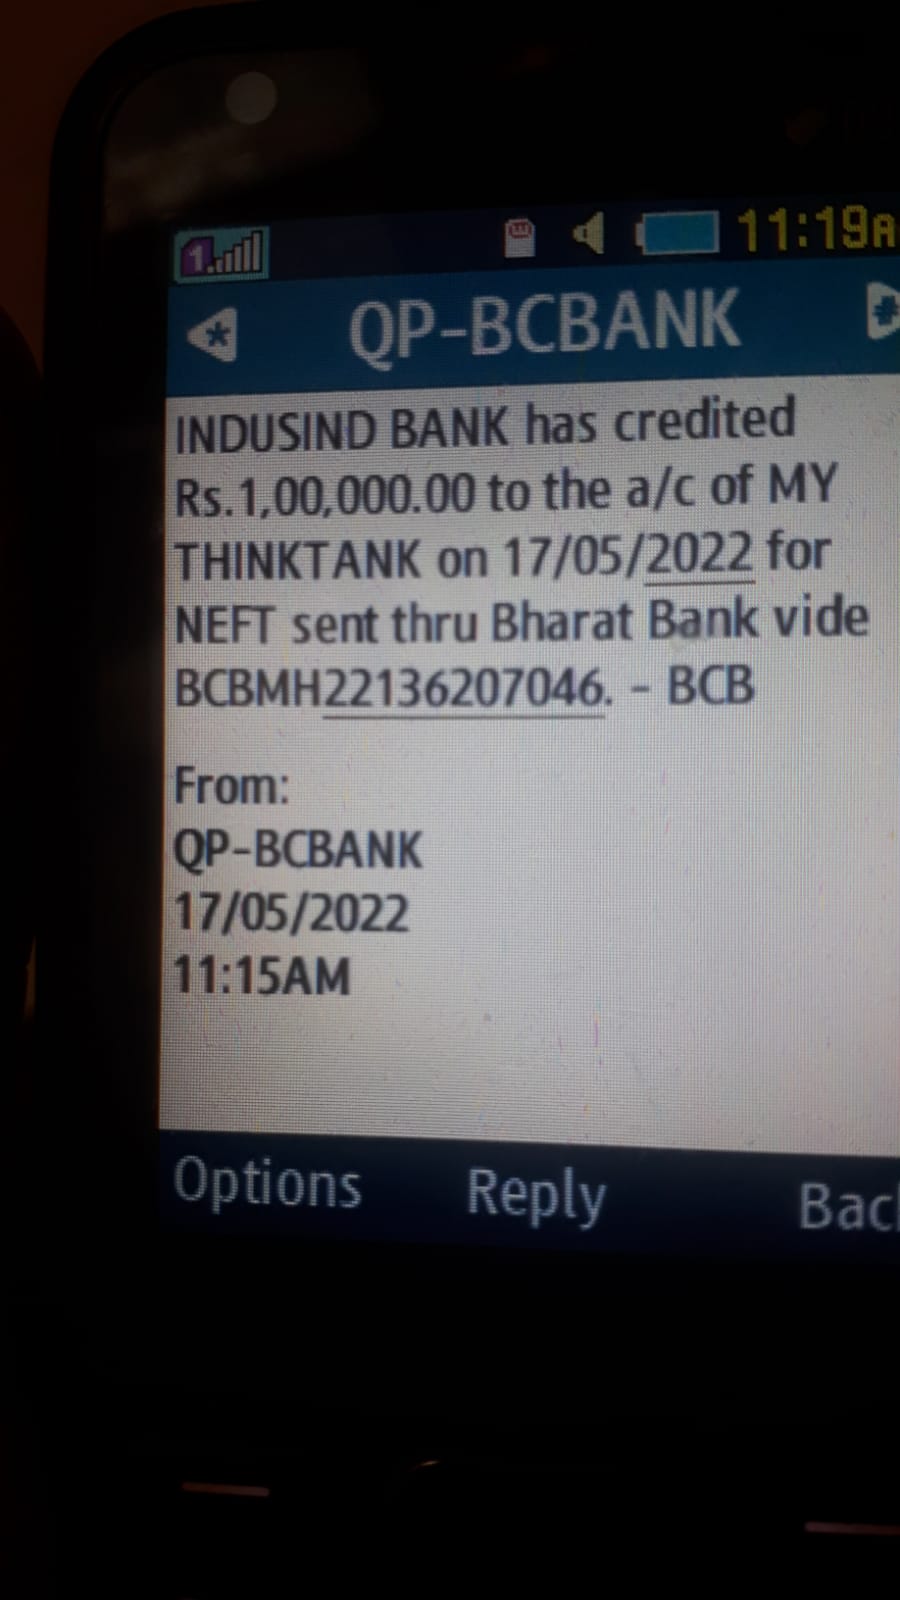 1
11:19A
* QP-BCBANK #
INDUSIND BANK has credited
Rs.1,00,000.00 to the a/c of MY
THINKTANK on 17/05/2022 for
NEFT sent thru Bharat Bank vide
BCBMH22136207046. - BCB
From:
QP-BCBANK
17/05/2022
11:15AM
Options Reply Bac